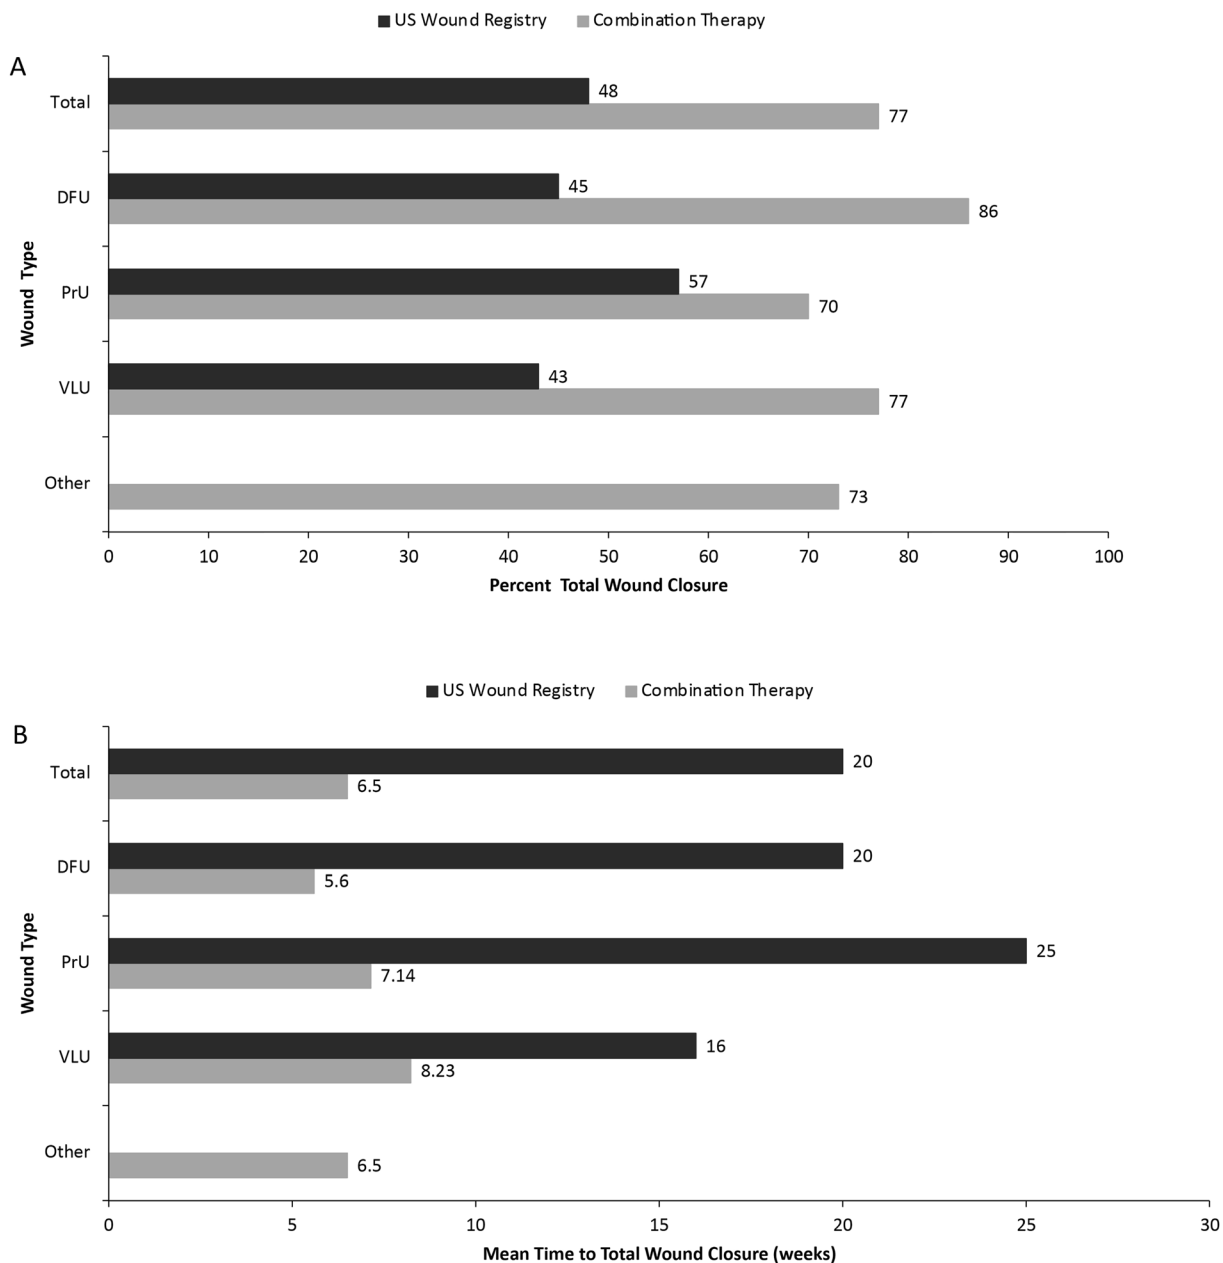 US Wound Registry Combination Therapy
A
Total
48
77
DFU
45
86
PrU
57
70
VLU
43
77
Other
73
Wound Type
0 10 20 30 40 50 60 70 80 90 100
Percent Total Wound Closure
US Wound Registry Combination Therapy
B
Total
20
6.5
DFU
20
5.6
PrU
25
7.14
VLU
16
8.23
Other
6.5
Wound Type
0 5 10 15 20 25 30
Mean Time to Total Wound Closure (weeks)